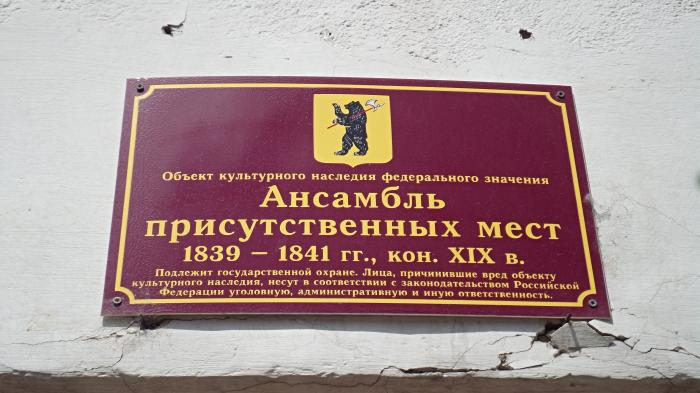 Объект культурного наследия федерального значения
Ансамбль
присутственных мест
1839 – 1841 гг., кон. XIX в.
Подлежит государственной охране. Лица, причинившие вред объекту
культурного наследия, несут в соответствии с законодательством Российской
Федерации уголовную, административную и иную ответственность.